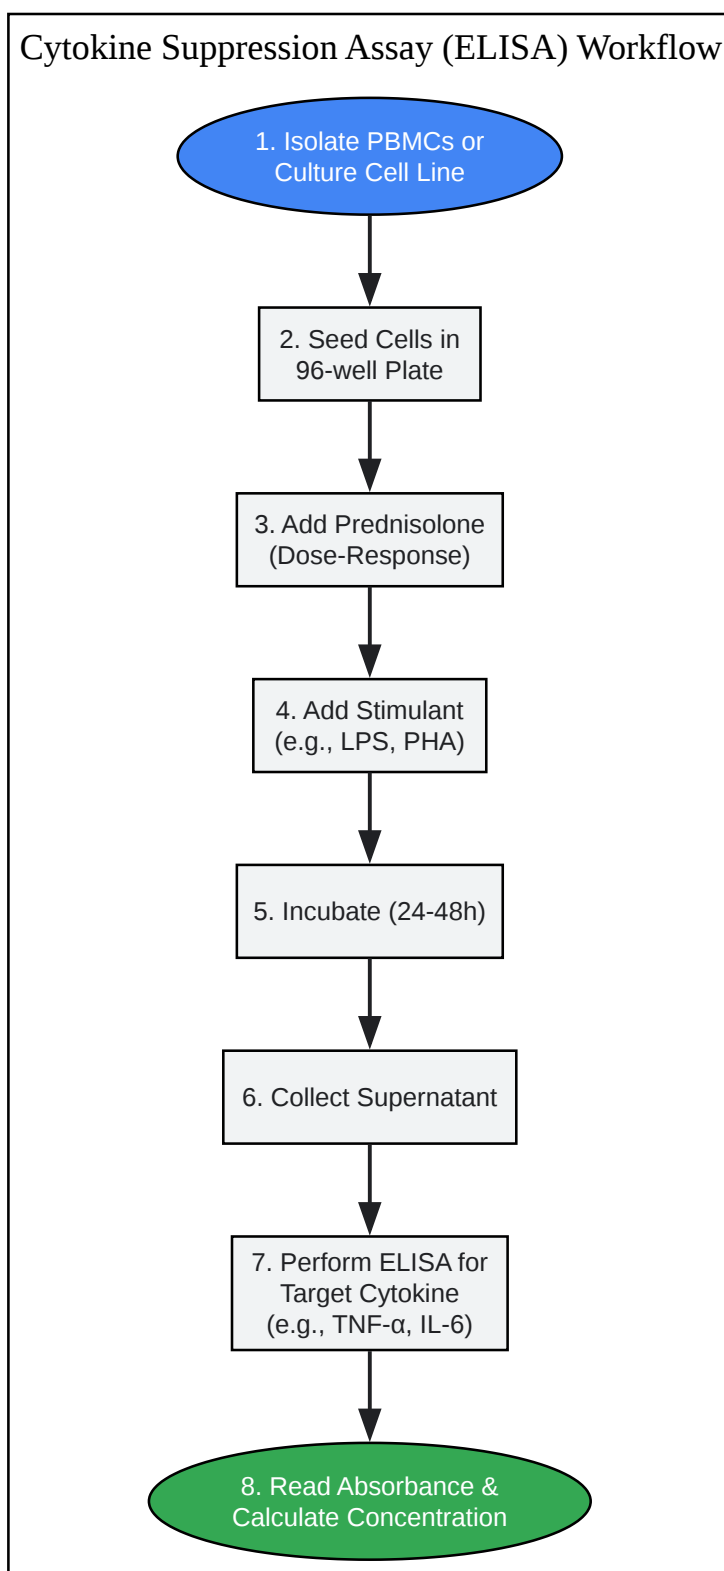 Cytokine Suppression Assay (ELISA) Workflow
1. Isolate PBMCs or
Culture Cell Line
2. Seed Cells in
96-well Plate
3. Add Prednisolone
(Dose-Response)
4. Add Stimulant
(e.g., LPS, PHA)
5. Incubate (24-48h)
6. Collect Supernatant
7. Perform ELISA for
Target Cytokine
(e.g., TNF-α, IL-6)
8. Read Absorbance &
Calculate Concentration